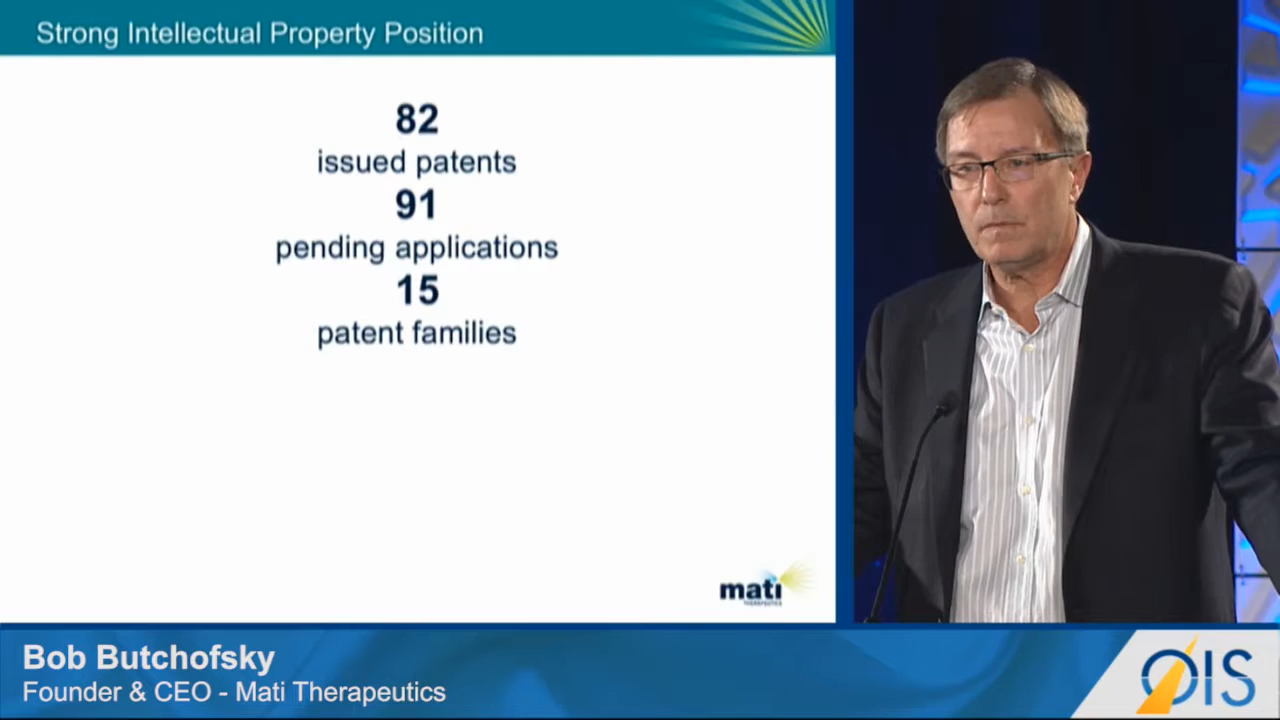 Strong Intellectual Property Position
82
issued patents
91
pending applications
15
patent families
mati
THERAPEUTICS
Bob Butchofsky
Founder & CEO - Mati Therapeutics
OIS